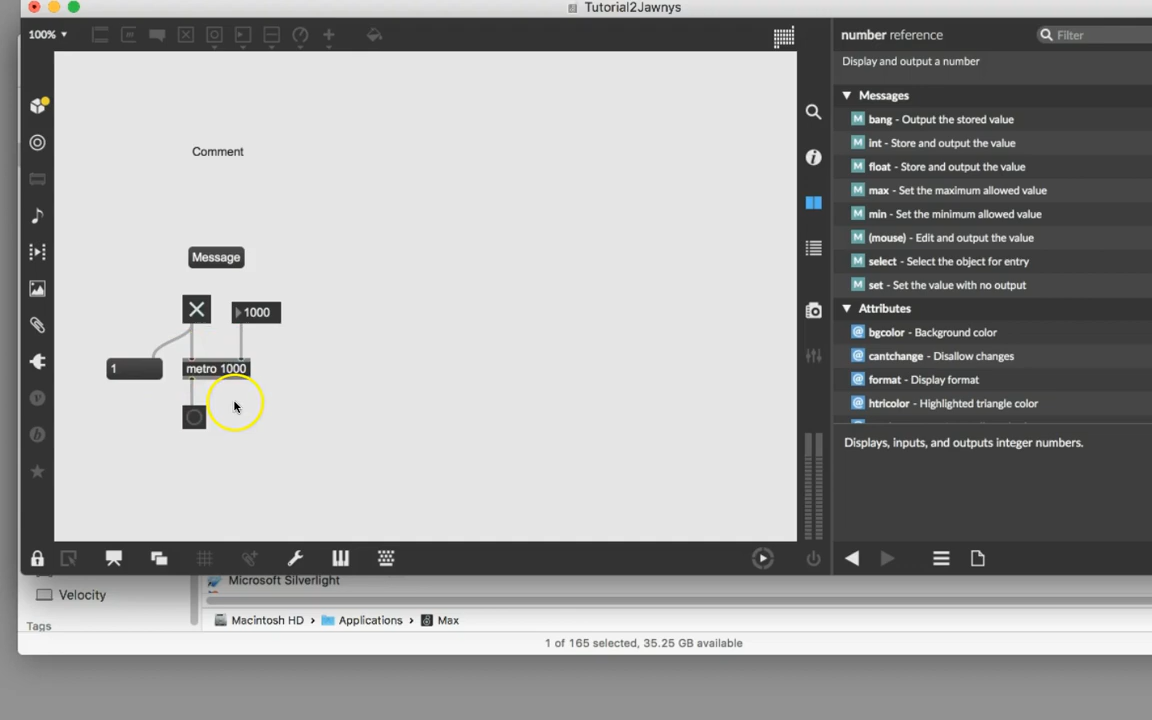 Tutorial2Jawnys
100%
number reference
Filter
Display and output a number
Messages
M bang - Output the stored value
M int - Store and output the value
M float - Store and output the value
M max - Set the maximum allowed value
M min - Set the minimum allowed value
M (mouse) - Edit and output the value
M select - Select the object for entry
M set - Set the value with no output
Attributes
@ bgcolor - Background color
@ cantchange - Disallow changes
@ format - Display format
@ htricolor - Highlighted triangle color
Displays, inputs, and outputs integer numbers.
Comment
Message
1000
1
metro 1000
Microsoft Silverlight
Velocity
Macintosh HD › Applications › Max
Tags
1 of 165 selected, 35.25 GB available